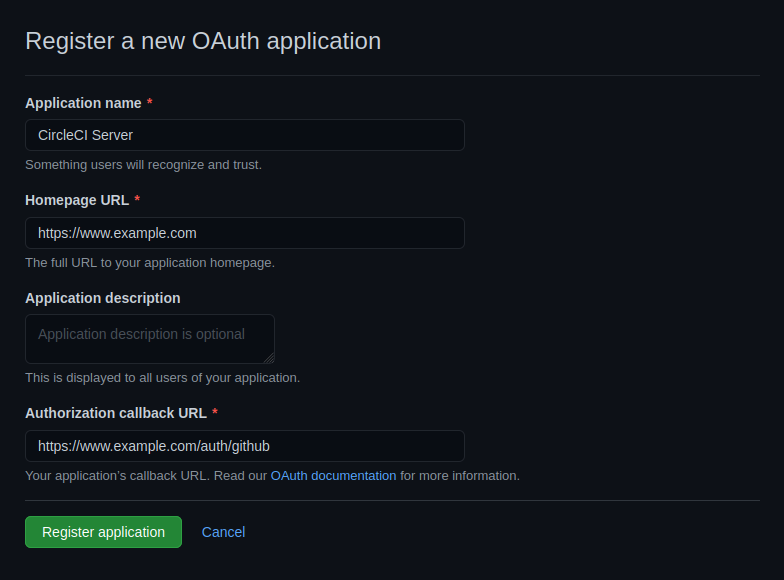 Register a new OAuth application
Application name *
CircleCI Server
Something users will recognize and trust.
Homepage URL *
https://www.example.com
The full URL to your application homepage.
Application description
Application description is optional
This is displayed to all users of your application.
Authorization callback URL *
https://www.example.com/auth/github
Your application's callback URL. Read our OAuth documentation for more information.
Register application Cancel